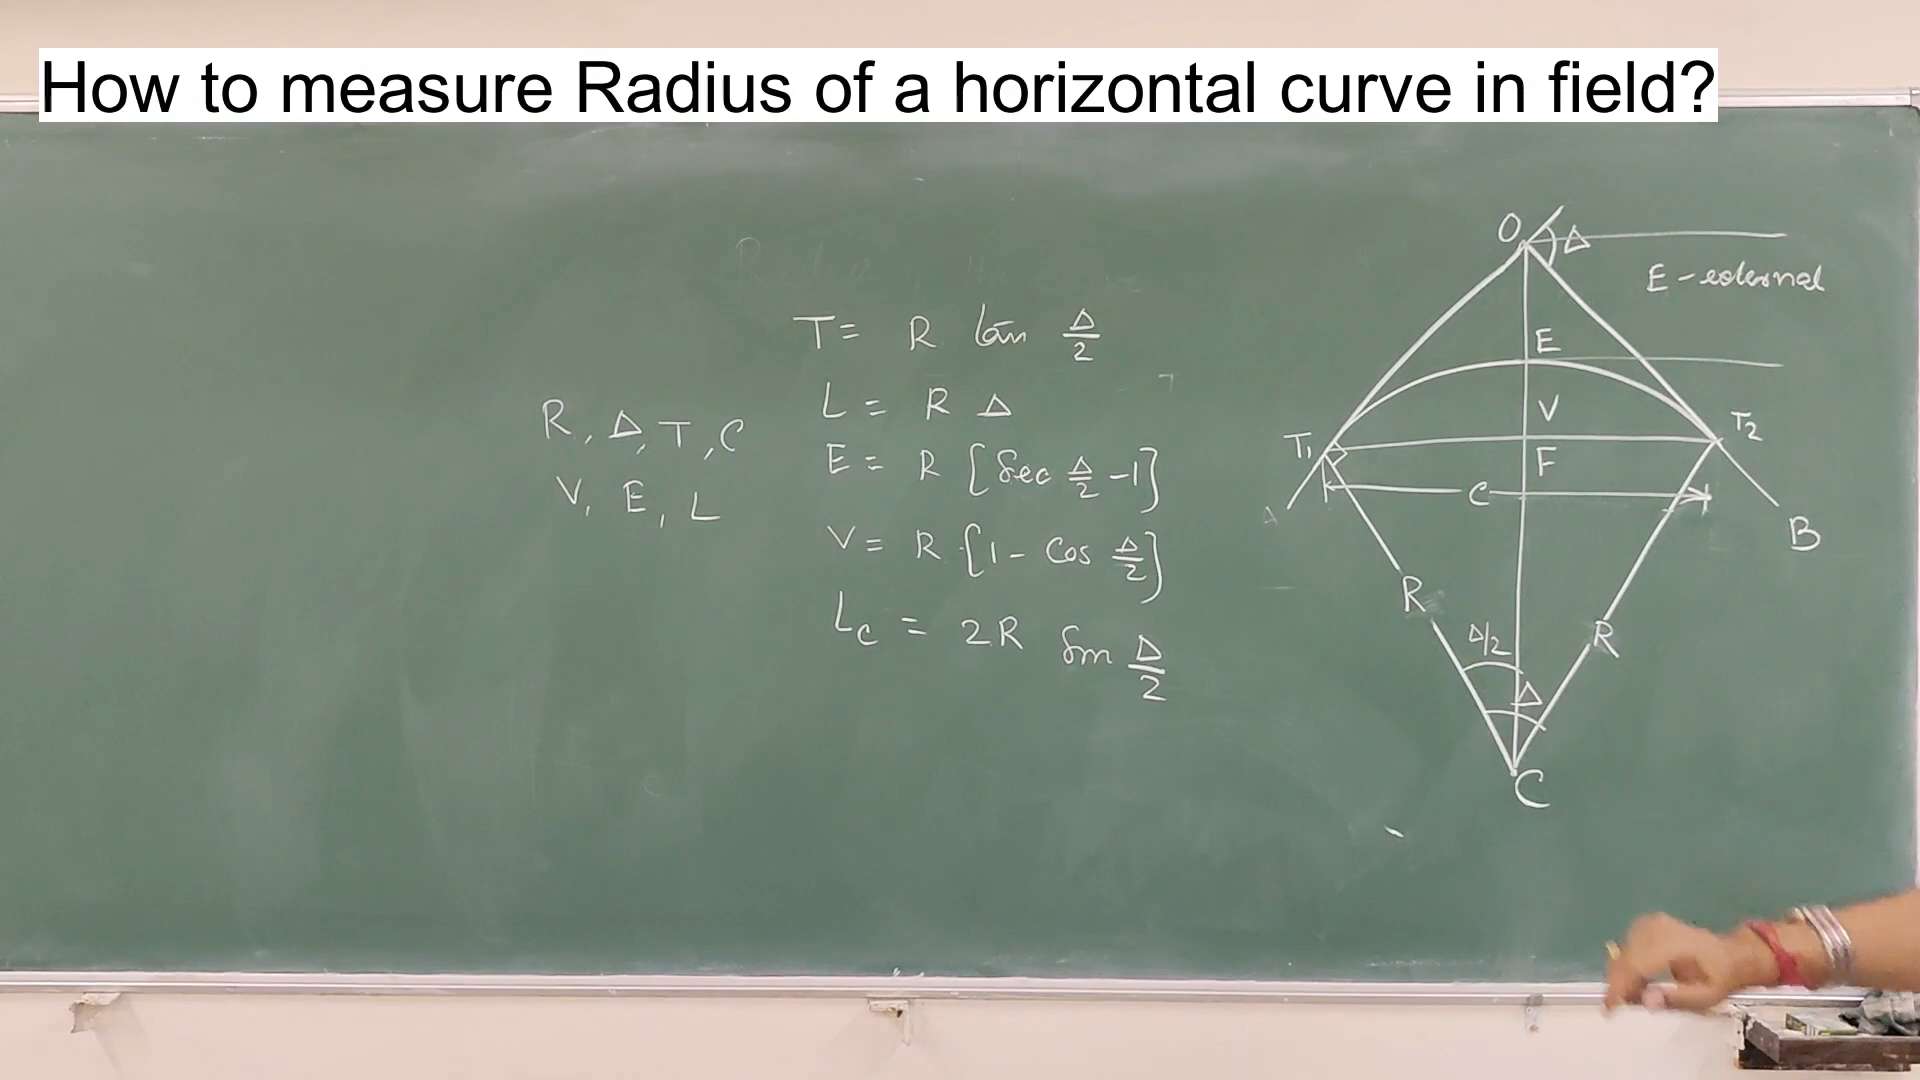 How to measure Radius of a horizontal curve in field?
T = R tan Δ/2
L = R Δ
E = R [Sec Δ/2 -1]
V = R [1 - Cos Δ/2]
Lc = 2R Sin Δ/2
R, Δ, T, C
V, E, L
O Δ
E - external
E
V
T1 T2
F
C
A B
R
Δ/2 R
Δ
C